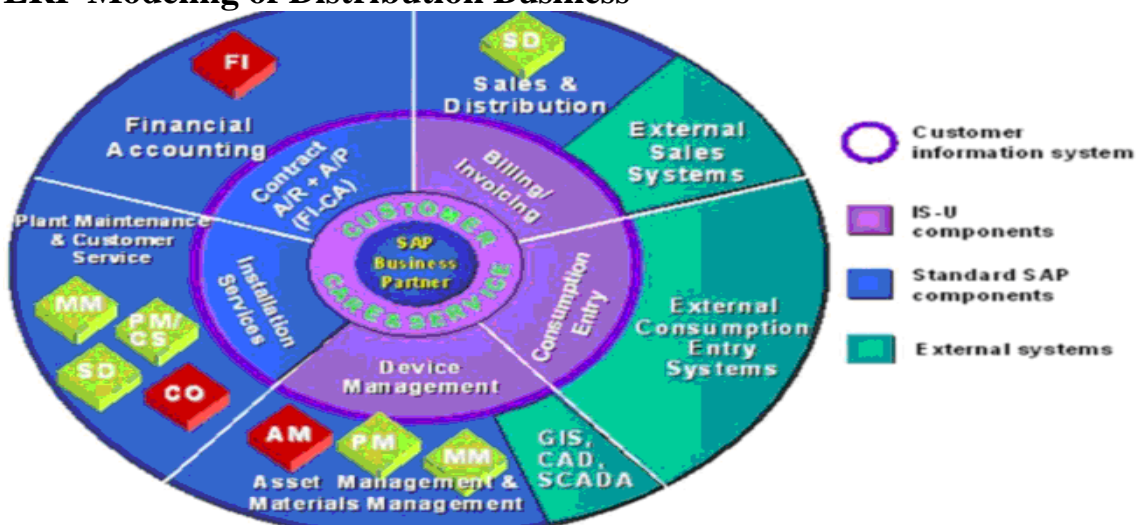 ERP Modeling of Distribution Business
FI
Financial
Accounting
SD
Sales &
Distribution
External
Sales
Systems
Contract
A/R + A/P
(FI-CA)
Billing/
Invoicing
CUSTOMER
CARE & SERVICE
SAP
Business
Partner
Plant Maintenance
& Customer
Service
MM
PM/
CS
SD
CO
Installation
Services
Consumption
Entry
External
Consumption
Entry
Systems
Device
Management
AM
PM
MM
Asset Management &
Materials Management
GIS,
CAD,
SCADA
Customer
information system
IS-U
components
Standard SAP
components
External systems